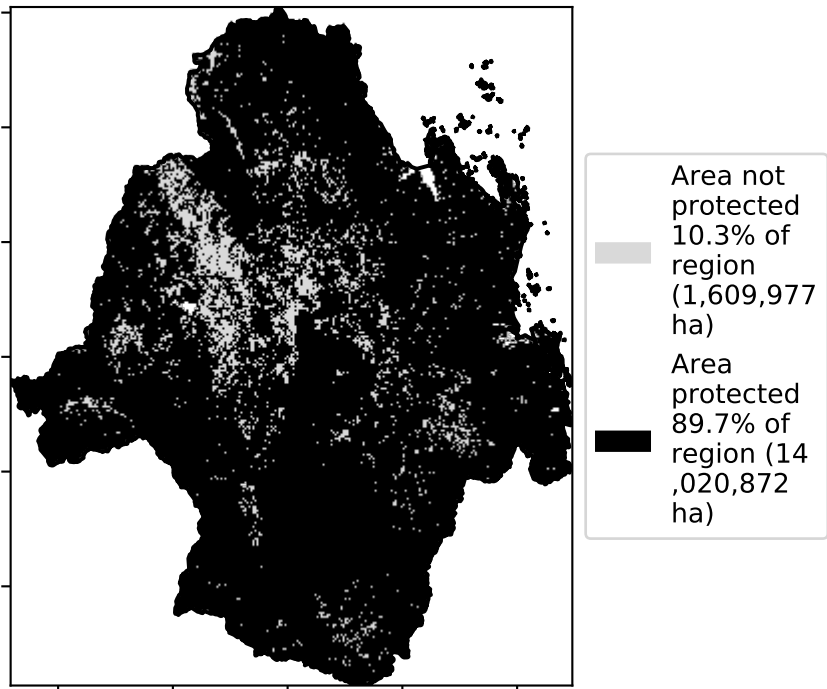 Area not
protected
10.3% of
region
(1,609,977
ha)
Area
protected
89.7% of
region (14
,020,872
ha)